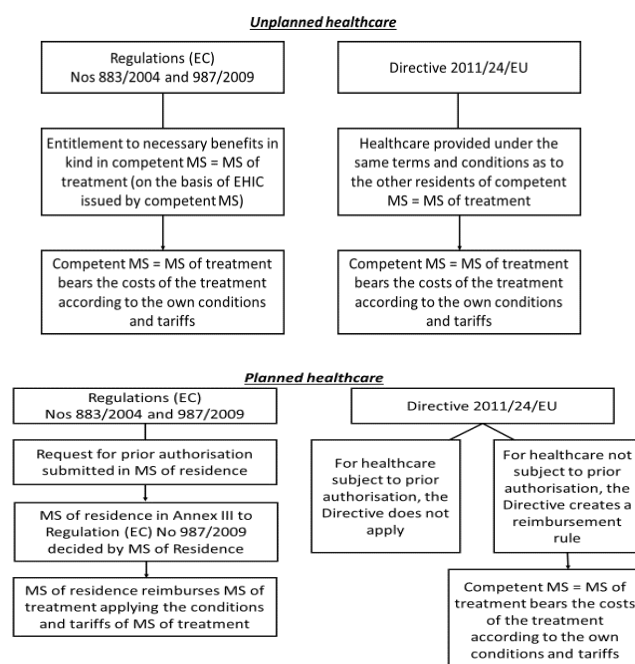 Unplanned healthcare
Regulations (EC)
Nos 883/2004 and 987/2009
Entitlement to necessary benefits in
kind in competent MS = MS of
treatment (on the basis of EHIC
issued by competent MS)
Competent MS = MS of treatment
bears the costs of the treatment
according to the own conditions
and tariffs
Directive 2011/24/EU
Healthcare provided under the
same terms and conditions as to
the other residents of competent
MS = MS of treatment
Competent MS = MS of treatment
bears the costs of the treatment
according to the own conditions
and tariffs
Planned healthcare
Regulations (EC)
Nos 883/2004 and 987/2009
Request for prior authorisation
submitted in MS of residence
MS of residence in Annex III to
Regulation (EC) No 987/2009
decided by MS of Residence
MS of residence reimburses MS of
treatment applying the conditions
and tariffs of MS of treatment
Directive 2011/24/EU
For healthcare
subject to prior
authorisation, the
Directive does not
apply
For healthcare not
subject to prior
authorisation, the
Directive creates a
reimbursement
rule
Competent MS = MS of
treatment bears the costs
of the treatment
according to the own
conditions and tariffs